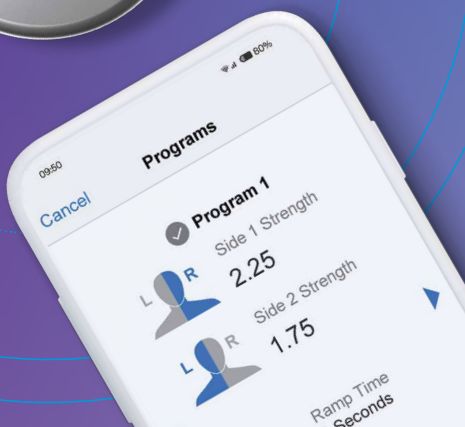 09:50
80%
Cancel
Programs
Program 1
L R
Side 1 Strength
2.25
L R
Side 2 Strength
1.75
Ramp Time
Seconds